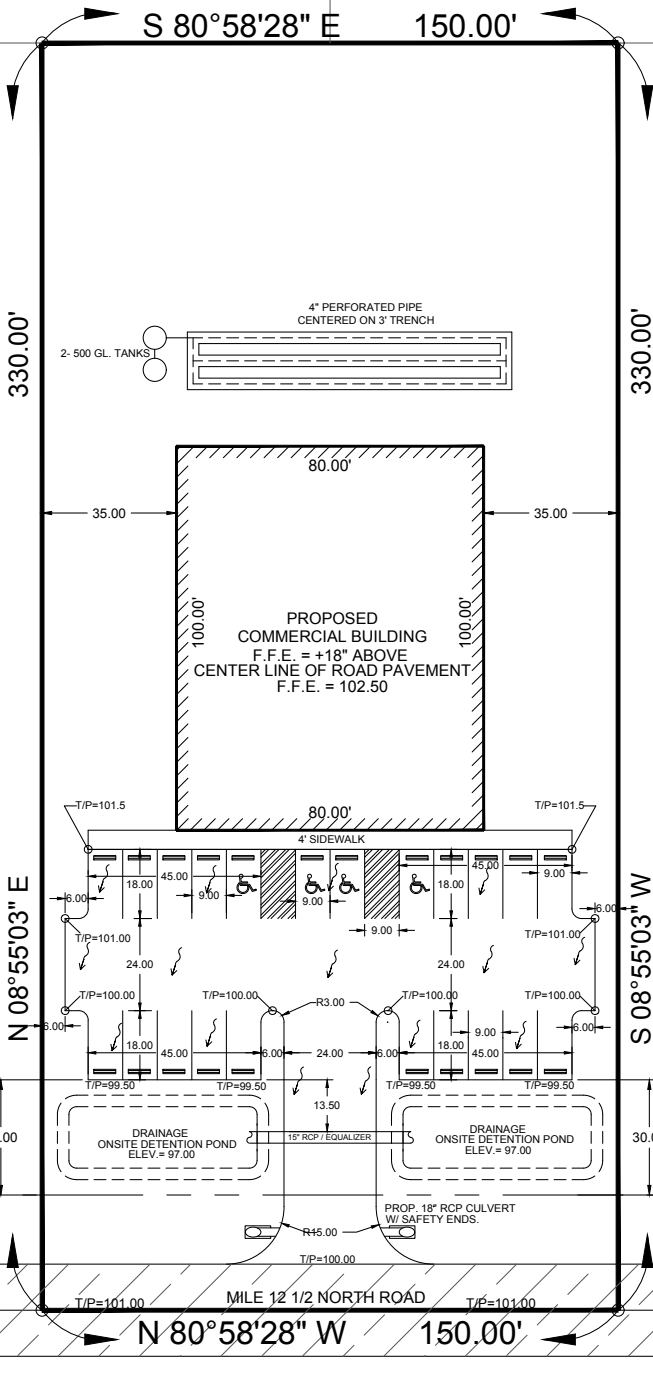 S 80°58'28" E 150.00'
330.00'
330.00'
4" PERFORATED PIPE
CENTERED ON 3' TRENCH
2- 500 GL. TANKS
80.00'
35.00
35.00
100.00'
100.00'
PROPOSED
COMMERCIAL BUILDING
F.F.E. = +18" ABOVE
CENTER LINE OF ROAD PAVEMENT
F.F.E. = 102.50
80.00'
T/P=101.5
T/P=101.5
4' SIDEWALK
45.00
18.00
9.00
9.00
45.00
18.00
9.00
6.00
6.00
9.00
N 08°55'03" E
S 08°55'03" W
T/P=101.00
T/P=101.00
24.00
24.00
T/P=100.00
T/P=100.00
T/P=100.00
T/P=100.00
R3.00
6.00
6.00
18.00
9.00
18.00
45.00
6.00
24.00
6.00
45.00
T/P=99.50
T/P=99.50
T/P=99.50
T/P=99.50
13.50
DRAINAGE
ONSITE DETENTION POND
ELEV.= 97.00
15" RCP / EQUALIZER
DRAINAGE
ONSITE DETENTION POND
ELEV.= 97.00
PROP. 18" RCP CULVERT
W/ SAFETY ENDS.
R15.00
T/P=100.00
MILE 12 1/2 NORTH ROAD
T/P=101.00
T/P=101.00
N 80°58'28" W 150.00'